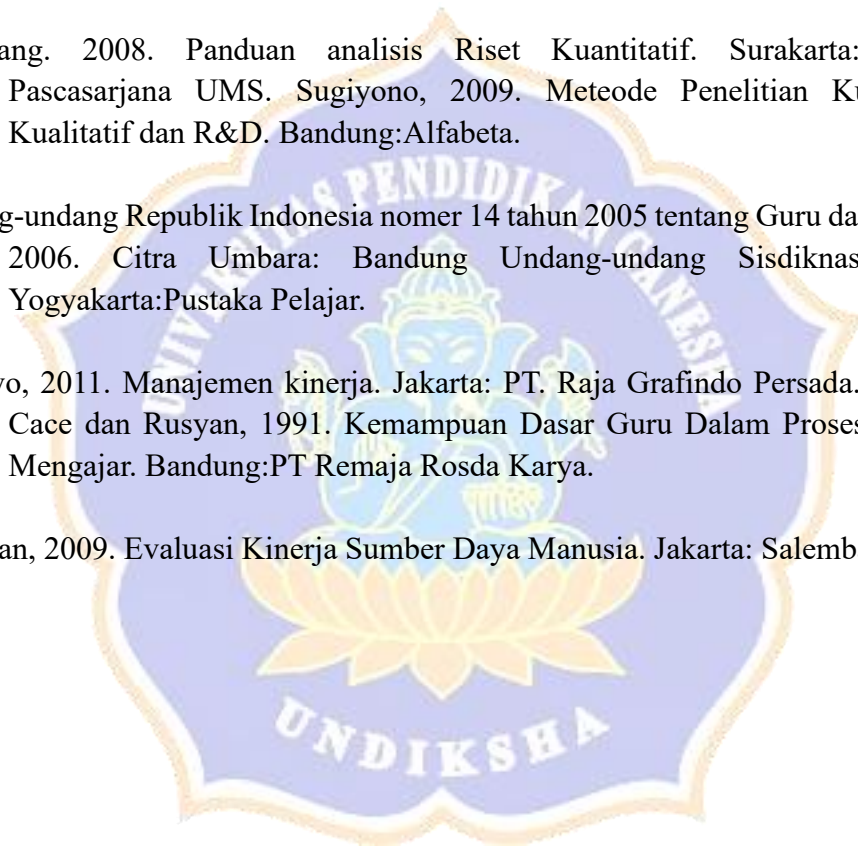 ang. 2008. Panduan analisis Riset Kuantitatif. Surakarta:
Pascasarjana UMS. Sugiyono, 2009. Meteode Penelitian Ku
Kualitatif dan R&D. Bandung:Alfabeta.
g-undang Republik Indonesia nomer 14 tahun 2005 tentang Guru da
2006. Citra Umbara: Bandung Undang-undang Sisdiknas
Yogyakarta:Pustaka Pelajar.
vo, 2011. Manajemen kinerja. Jakarta: PT. Raja Grafindo Persada.
Cace dan Rusyan, 1991. Kemampuan Dasar Guru Dalam Proses
Mengajar. Bandung:PT Remaja Rosda Karya.
an, 2009. Evaluasi Kinerja Sumber Daya Manusia. Jakarta: Salemb
UNIVERSITAS PENDIDIKAN GANESHA
UNDIKSHA